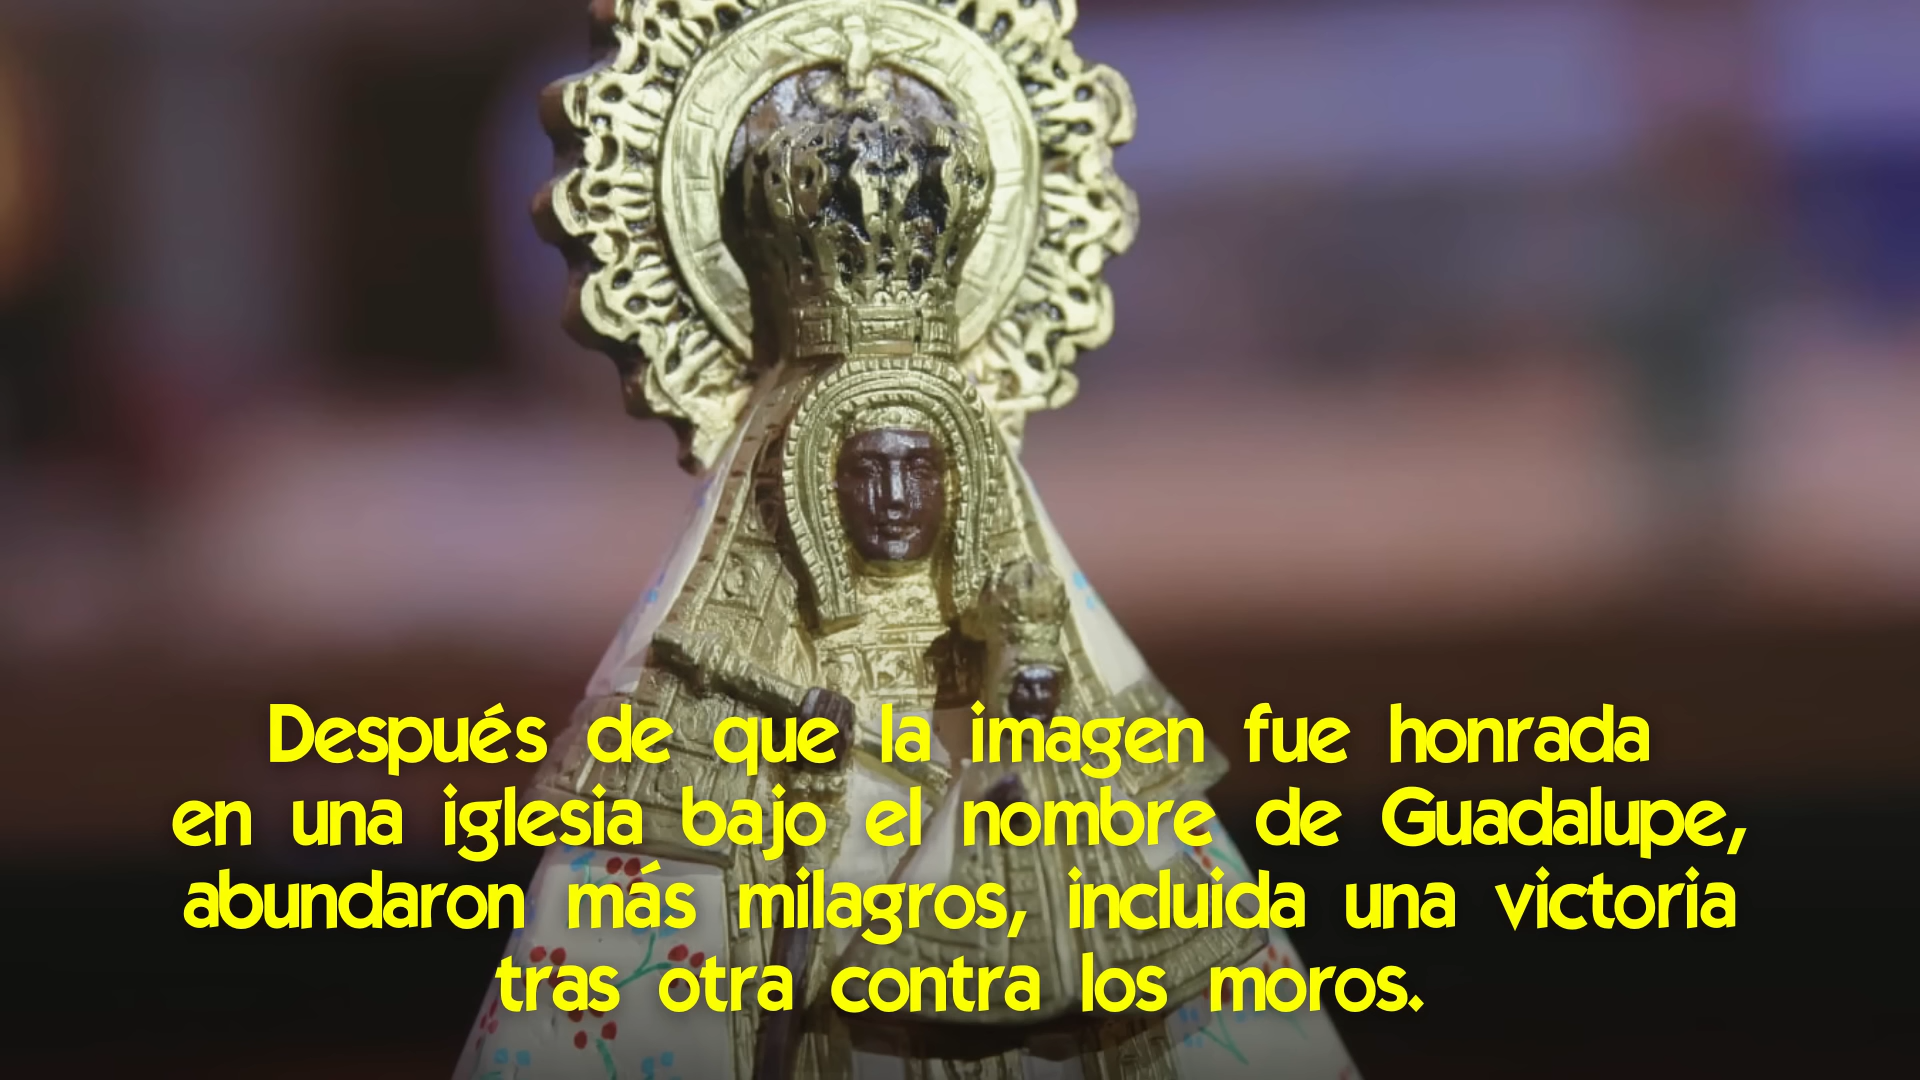 Después de que la imagen fue honrada
en una iglesia bajo el nombre de Guadalupe,
abundaron más milagros, incluida una victoria
tras otra contra los moros.